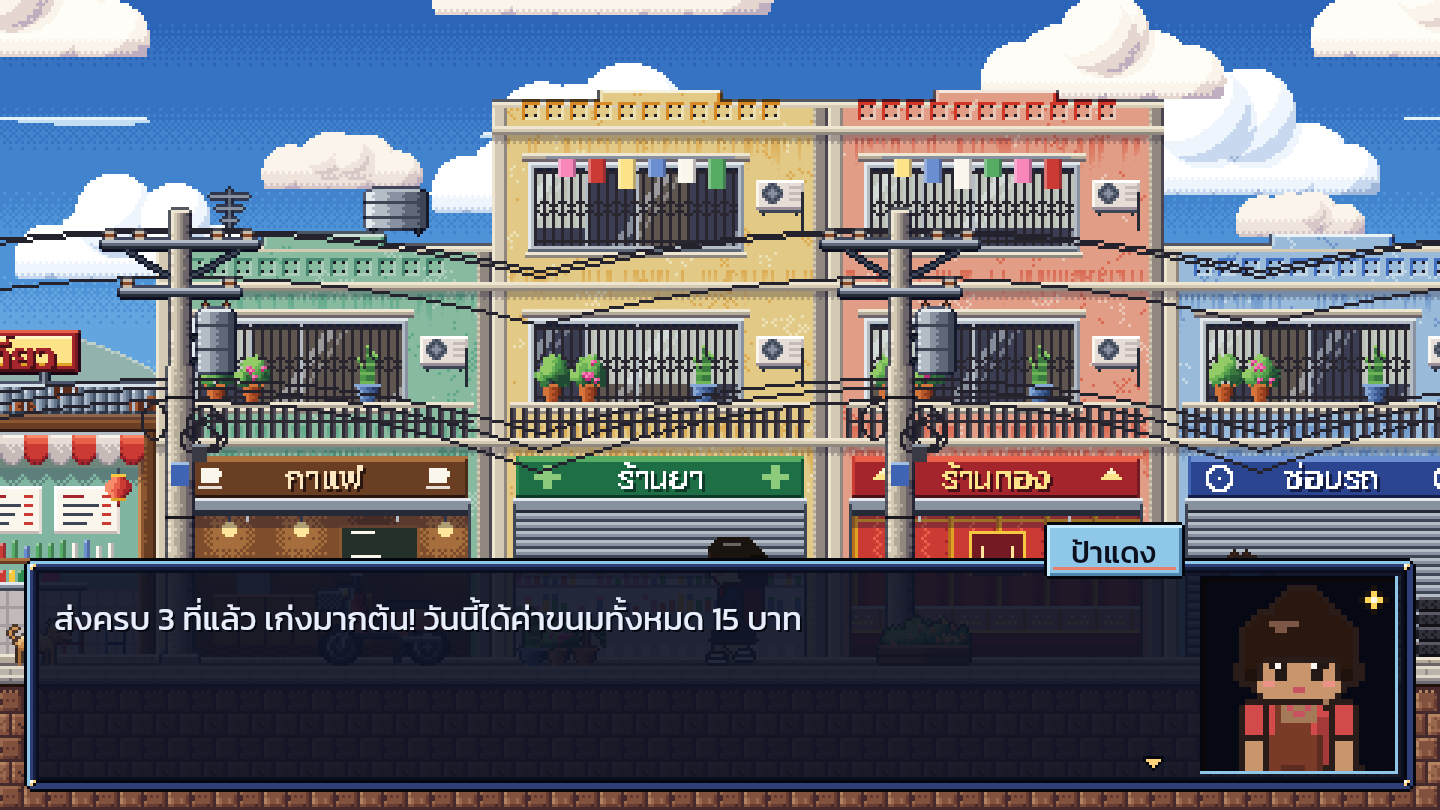 กาแฟ
ร้านยา
ร้านทอง
ซ่อมรถ
ป้าแดง
ส่งครบ 3 ที่แล้ว เก่งมากต้น! วันนี้ได้ค่าขนมทั้งหมด 15 บาท